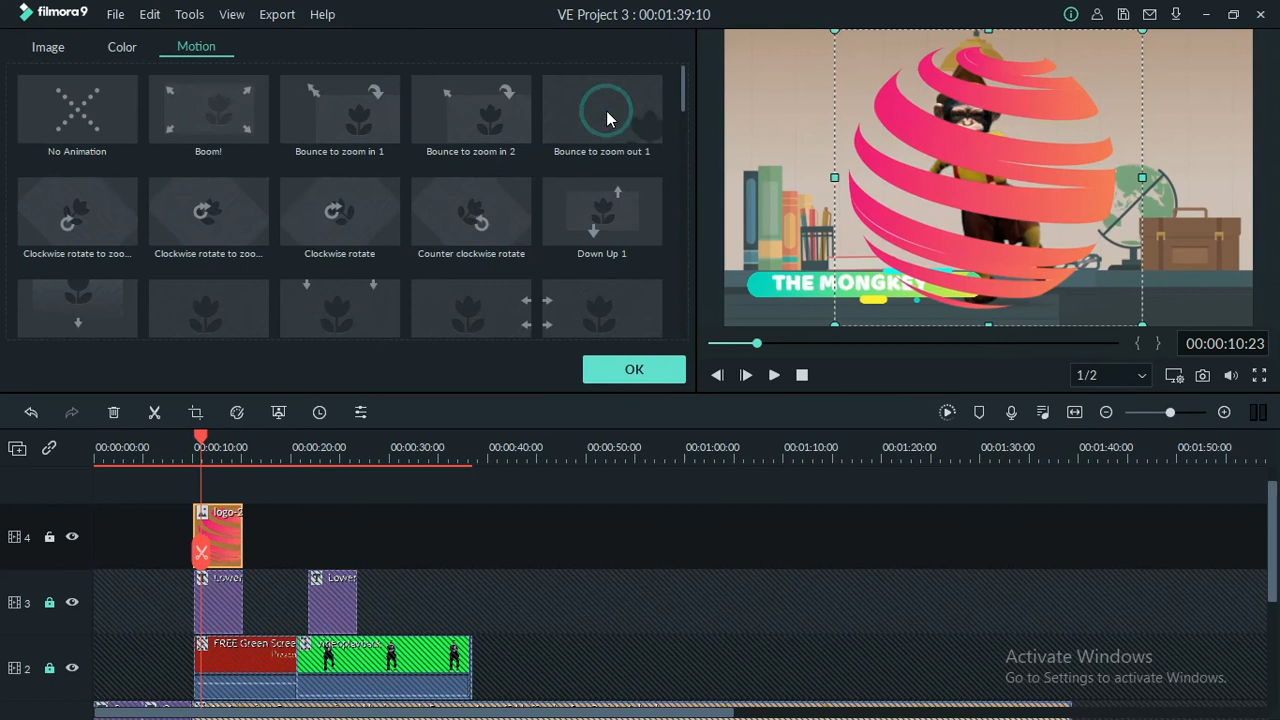 filmora9 File Edit Tools View Export Help VE Project 3 : 00:01:39:10
Image Color Motion
No Animation Boom! Bounce to zoom in 1 Bounce to zoom in 2 Bounce to zoom out 1
Clockwise rotate to zoo... Clockwise rotate to zoo... Clockwise rotate Counter clockwise rotate Down Up 1
THE MONGKEY
OK
00:00:10:23
1/2
00:00:00:00 00:00:10:00 00:00:20:00 00:00:30:00 00:00:40:00 00:00:50:00 00:01:00:00 00:01:10:00 00:01:20:00 00:01:30:00 00:01:40:00 00:01:50:00
logo-2
4
Lower Lower
3
FREE Green Scree videoplayback
2
Activate Windows
Go to Settings to activate Windows.